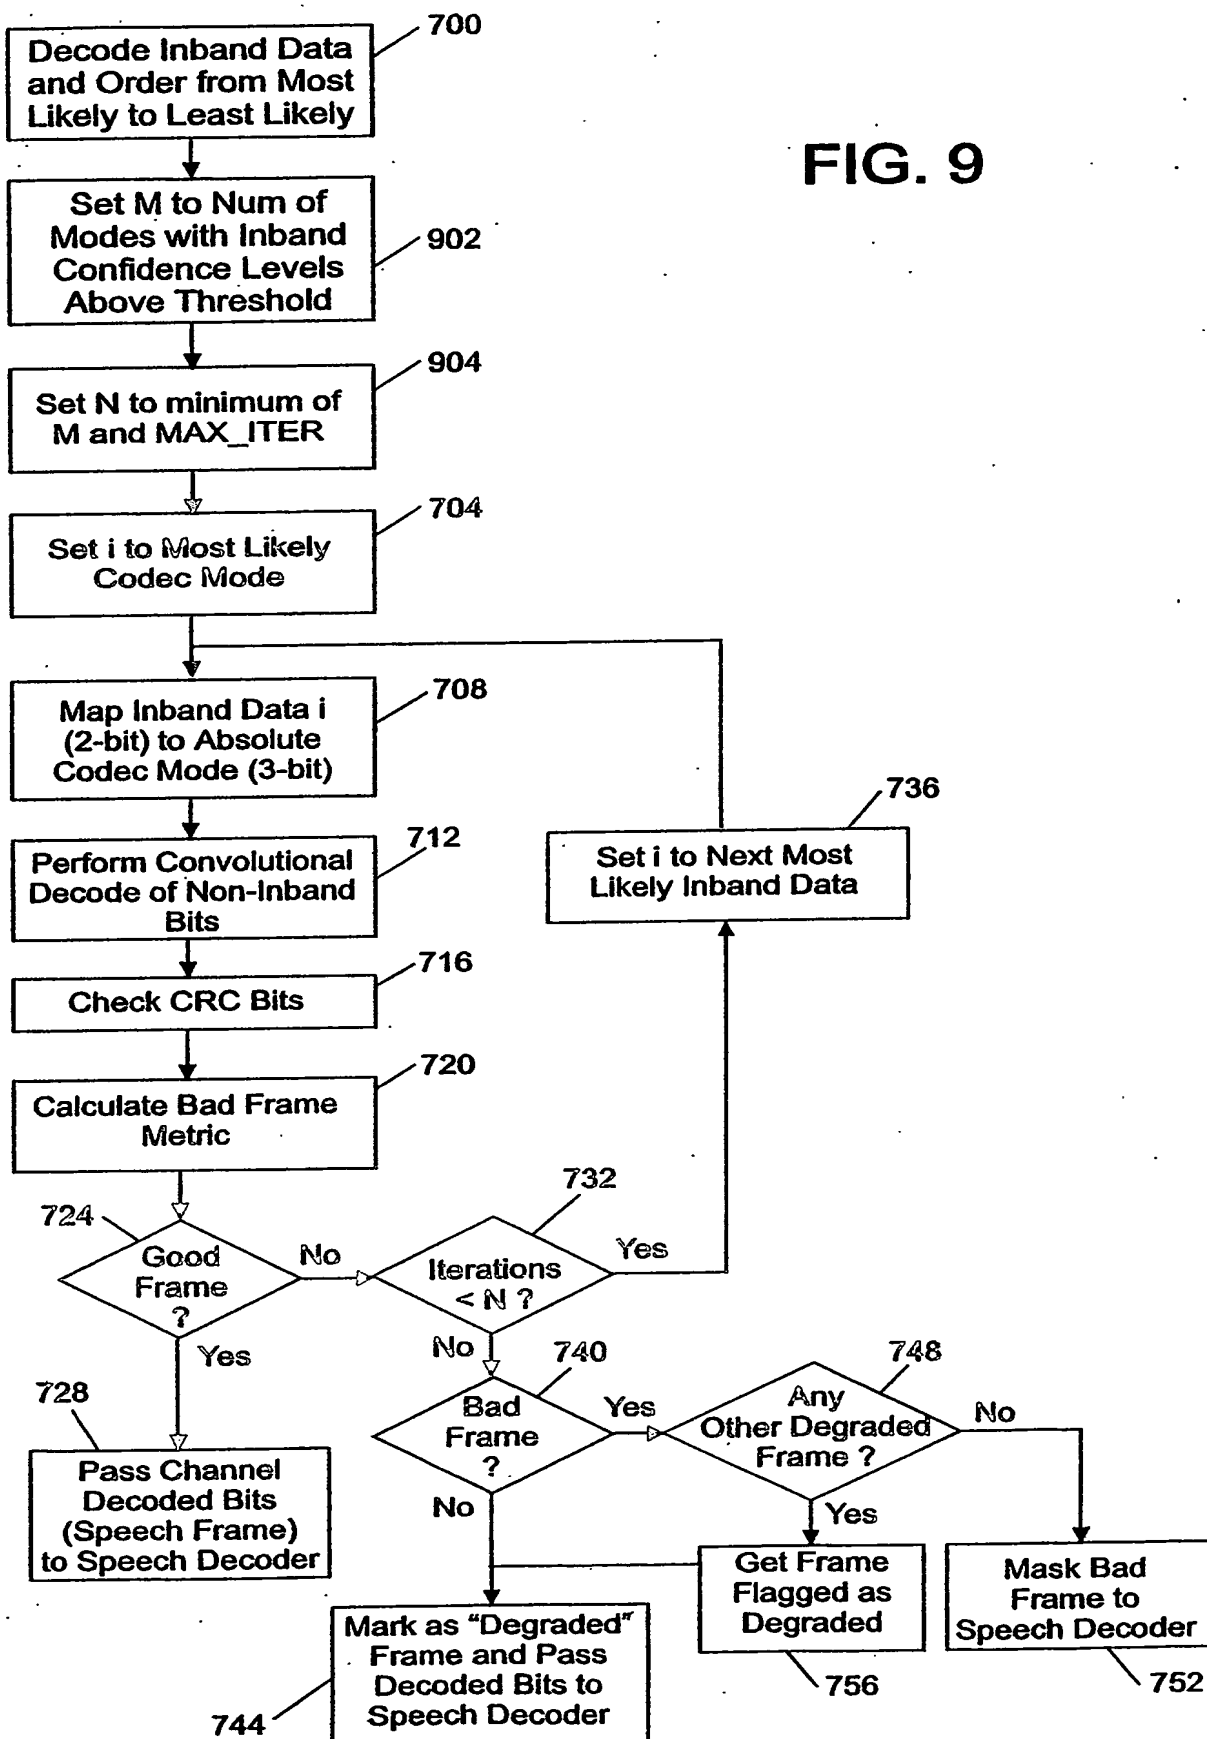 700
Decode Inband Data
and Order from Most
Likely to Least Likely
FIG. 9
Set M to Num of
Modes with Inband
Confidence Levels
Above Threshold
902
904
Set N to minimum of
M and MAX_ITER
704
Set i to Most Likely
Codec Mode
708
Map Inband Data i
(2-bit) to Absolute
Codec Mode (3-bit)
736
Set i to Next Most
Likely Inband Data
712
Perform Convolutional
Decode of Non-Inband
Bits
716
Check CRC Bits
720
Calculate Bad Frame
Metric
724
Good
Frame
?
No
Yes
732
Iterations
< N ?
Yes
No
728
Pass Channel
Decoded Bits
(Speech Frame)
to Speech Decoder
740
Bad
Frame
?
Yes
No
748
Any
Other Degraded
Frame ?
No
Yes
Get Frame
Flagged as
Degraded
756
Mask Bad
Frame to
Speech Decoder
752
Mark as "Degraded"
Frame and Pass
Decoded Bits to
Speech Decoder
744